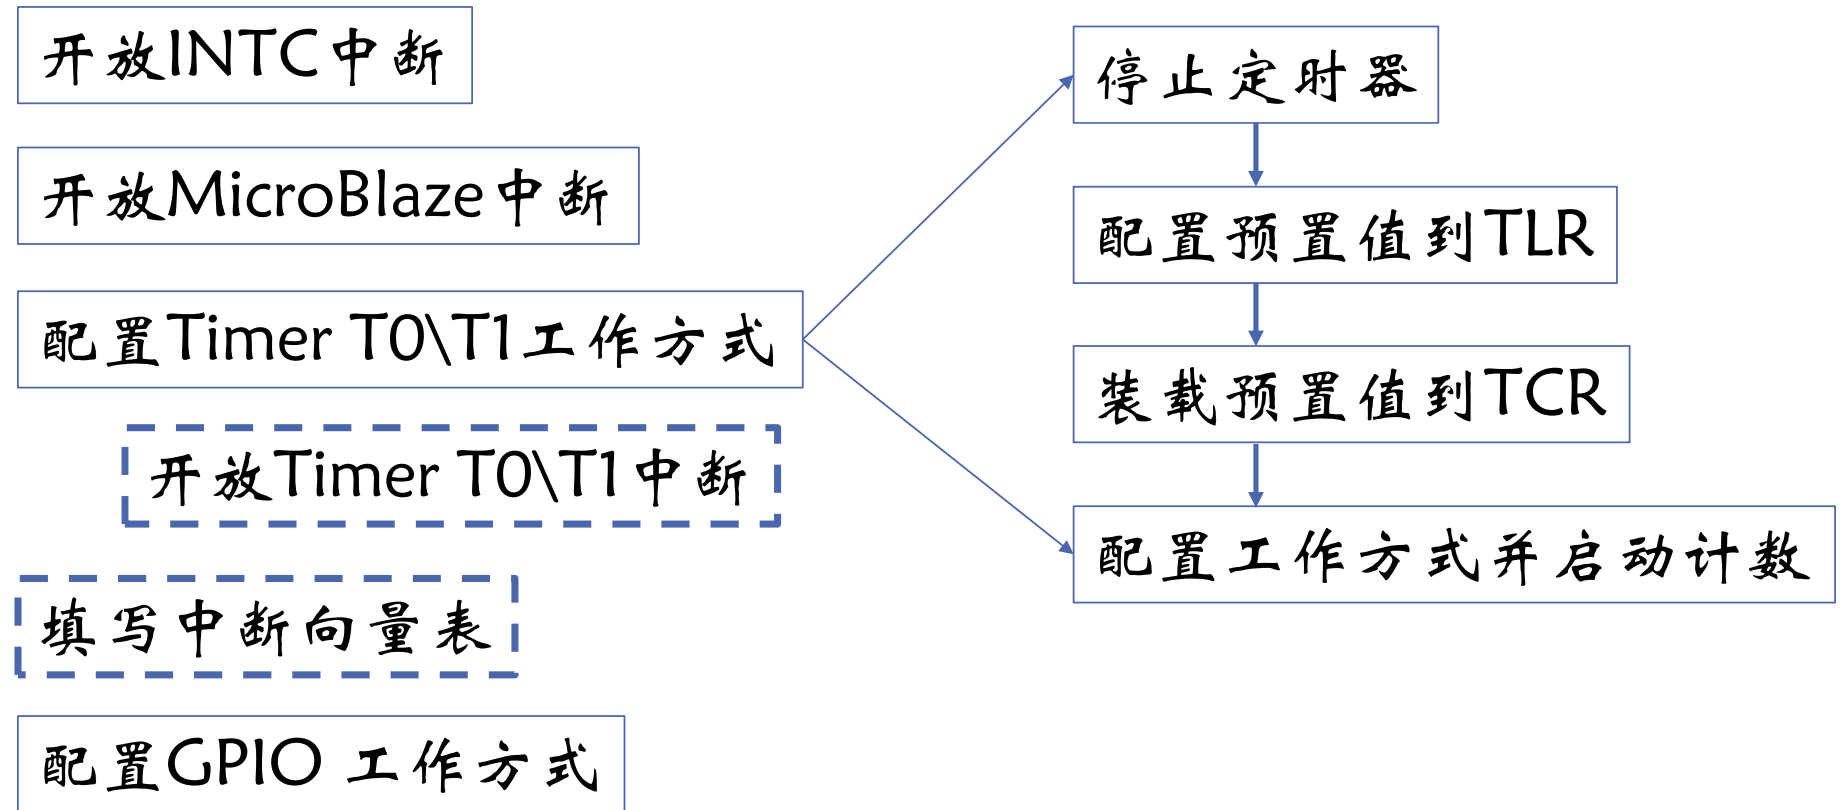 开放INTC中断
开放MicroBlaze中断
配置Timer T0\T1工作方式
开放Timer T0\T1中断
填写中断向量表
配置GPIO 工作方式
停止定时器
配置预置值到TLR
装载预置值到TCR
配置工作方式并启动计数